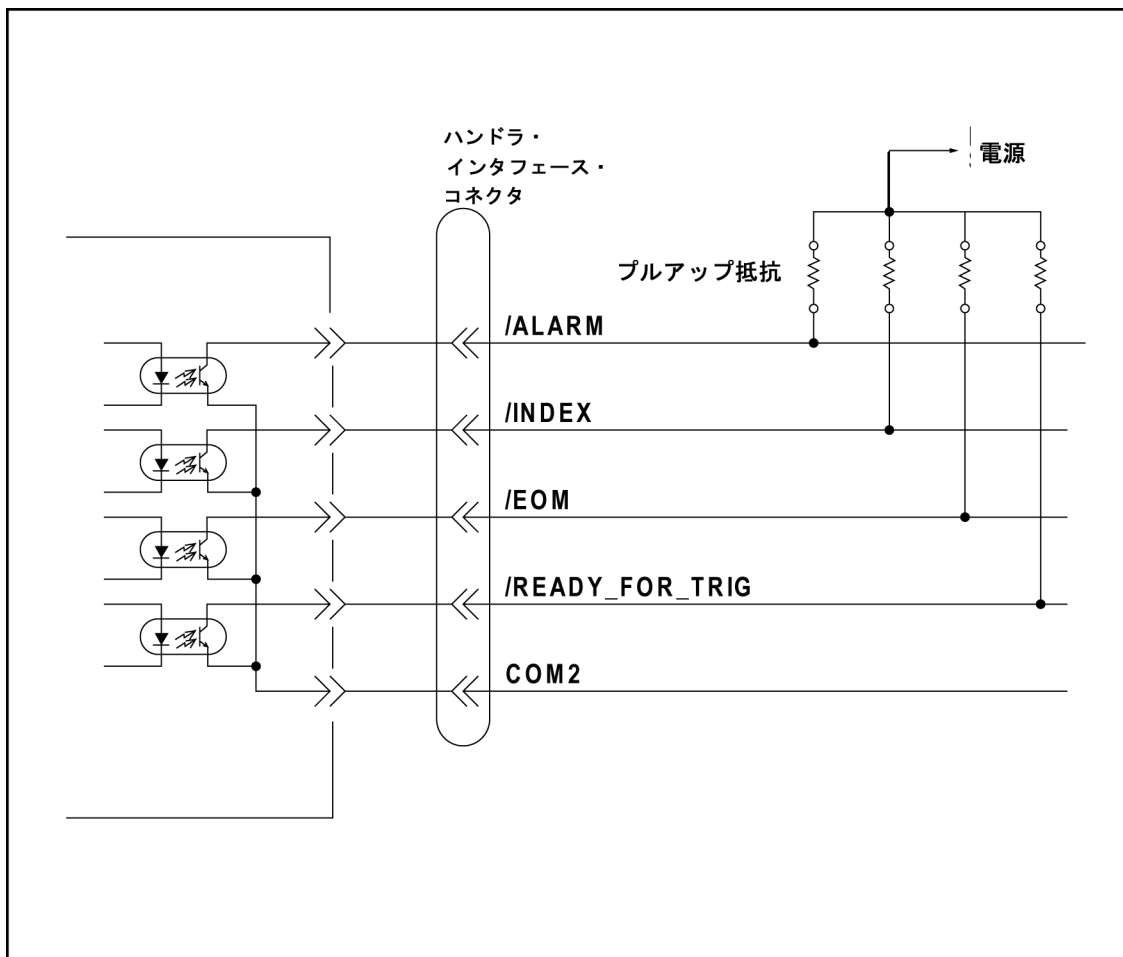 ハンドラ・
インタフェース・
コネクタ
電源
プルアップ抵抗
/ALARM
/INDEX
/EOM
/READY_FOR_TRIG
COM2